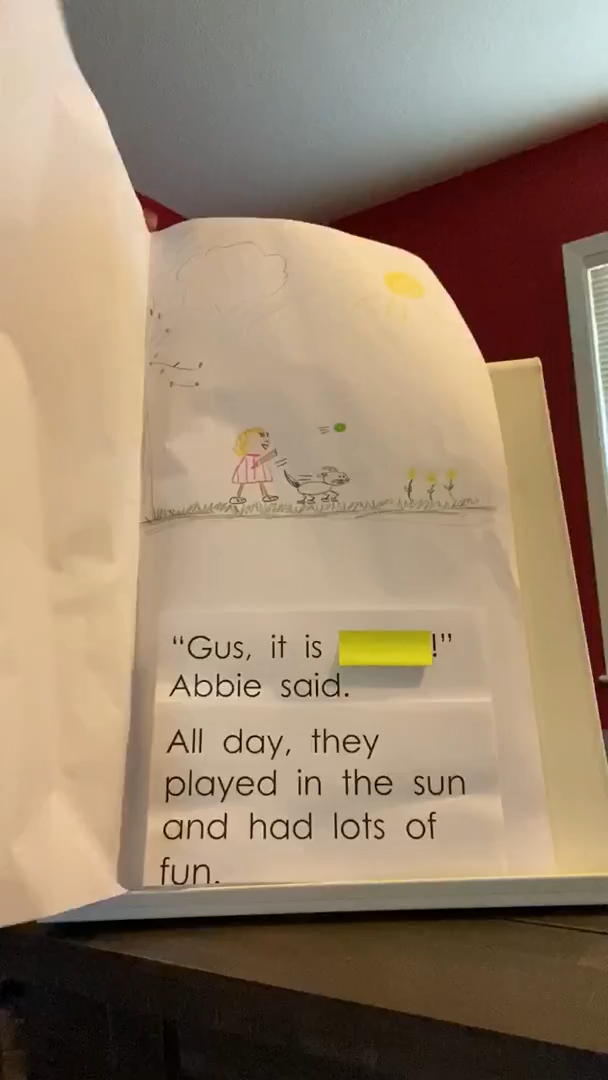 “Gus, it is !”
Abbie said.
All day, they
played in the sun
and had lots of
fun.